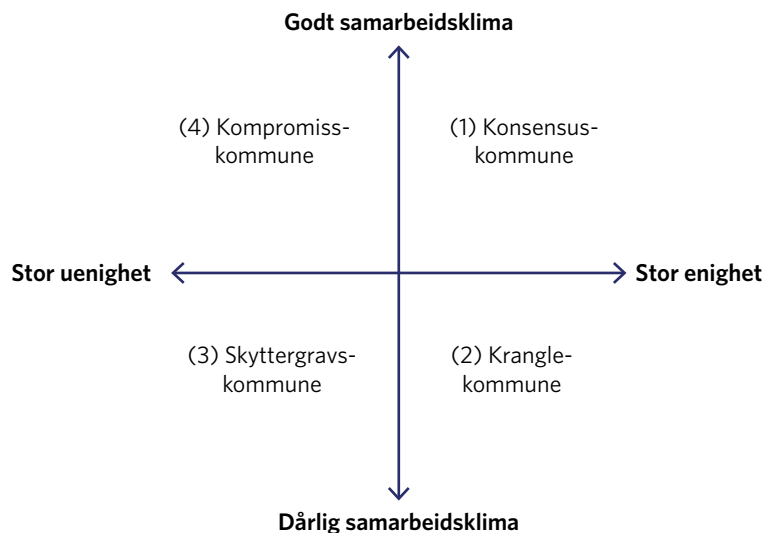 Godt samarbeidsklima
(4) Kompromiss-
kommune
(1) Konsensus-
kommune
Stor uenighet
Stor enighet
(3) Skyttergravs-
kommune
(2) Krangle-
kommune
Dårlig samarbeidsklima